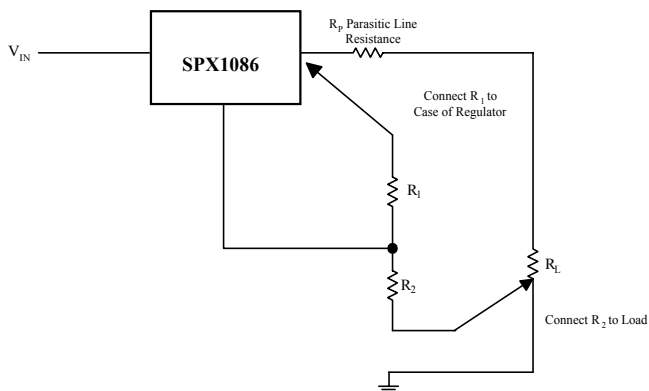 R_P Parasitic Line
Resistance
V_IN
SPX1086
Connect R_1 to
Case of Regulator
R_1
R_2
R_L
Connect R_2 to Load